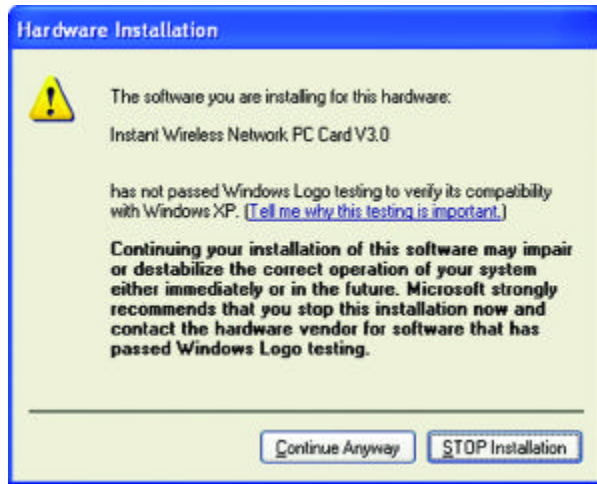 Hardware Installation
The software you are installing for this hardware:
Instant Wireless Network PC Card V3.0
has not passed Windows Logo testing to verify its compatibility
with Windows XP. (Tell me why this testing is important.)
Continuing your installation of this software may impair
or destabilize the correct operation of your system
either immediately or in the future. Microsoft strongly
recommends that you stop this installation now and
contact the hardware vendor for software that has
passed Windows Logo testing.
Continue Anyway STOP Installation